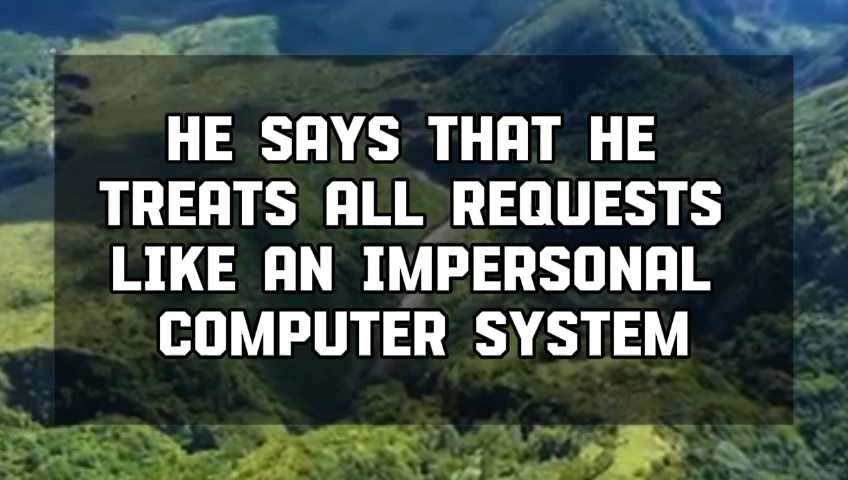 HE SAYS THAT HE
TREATS ALL REQUESTS
LIKE AN IMPERSONAL
COMPUTER SYSTEM